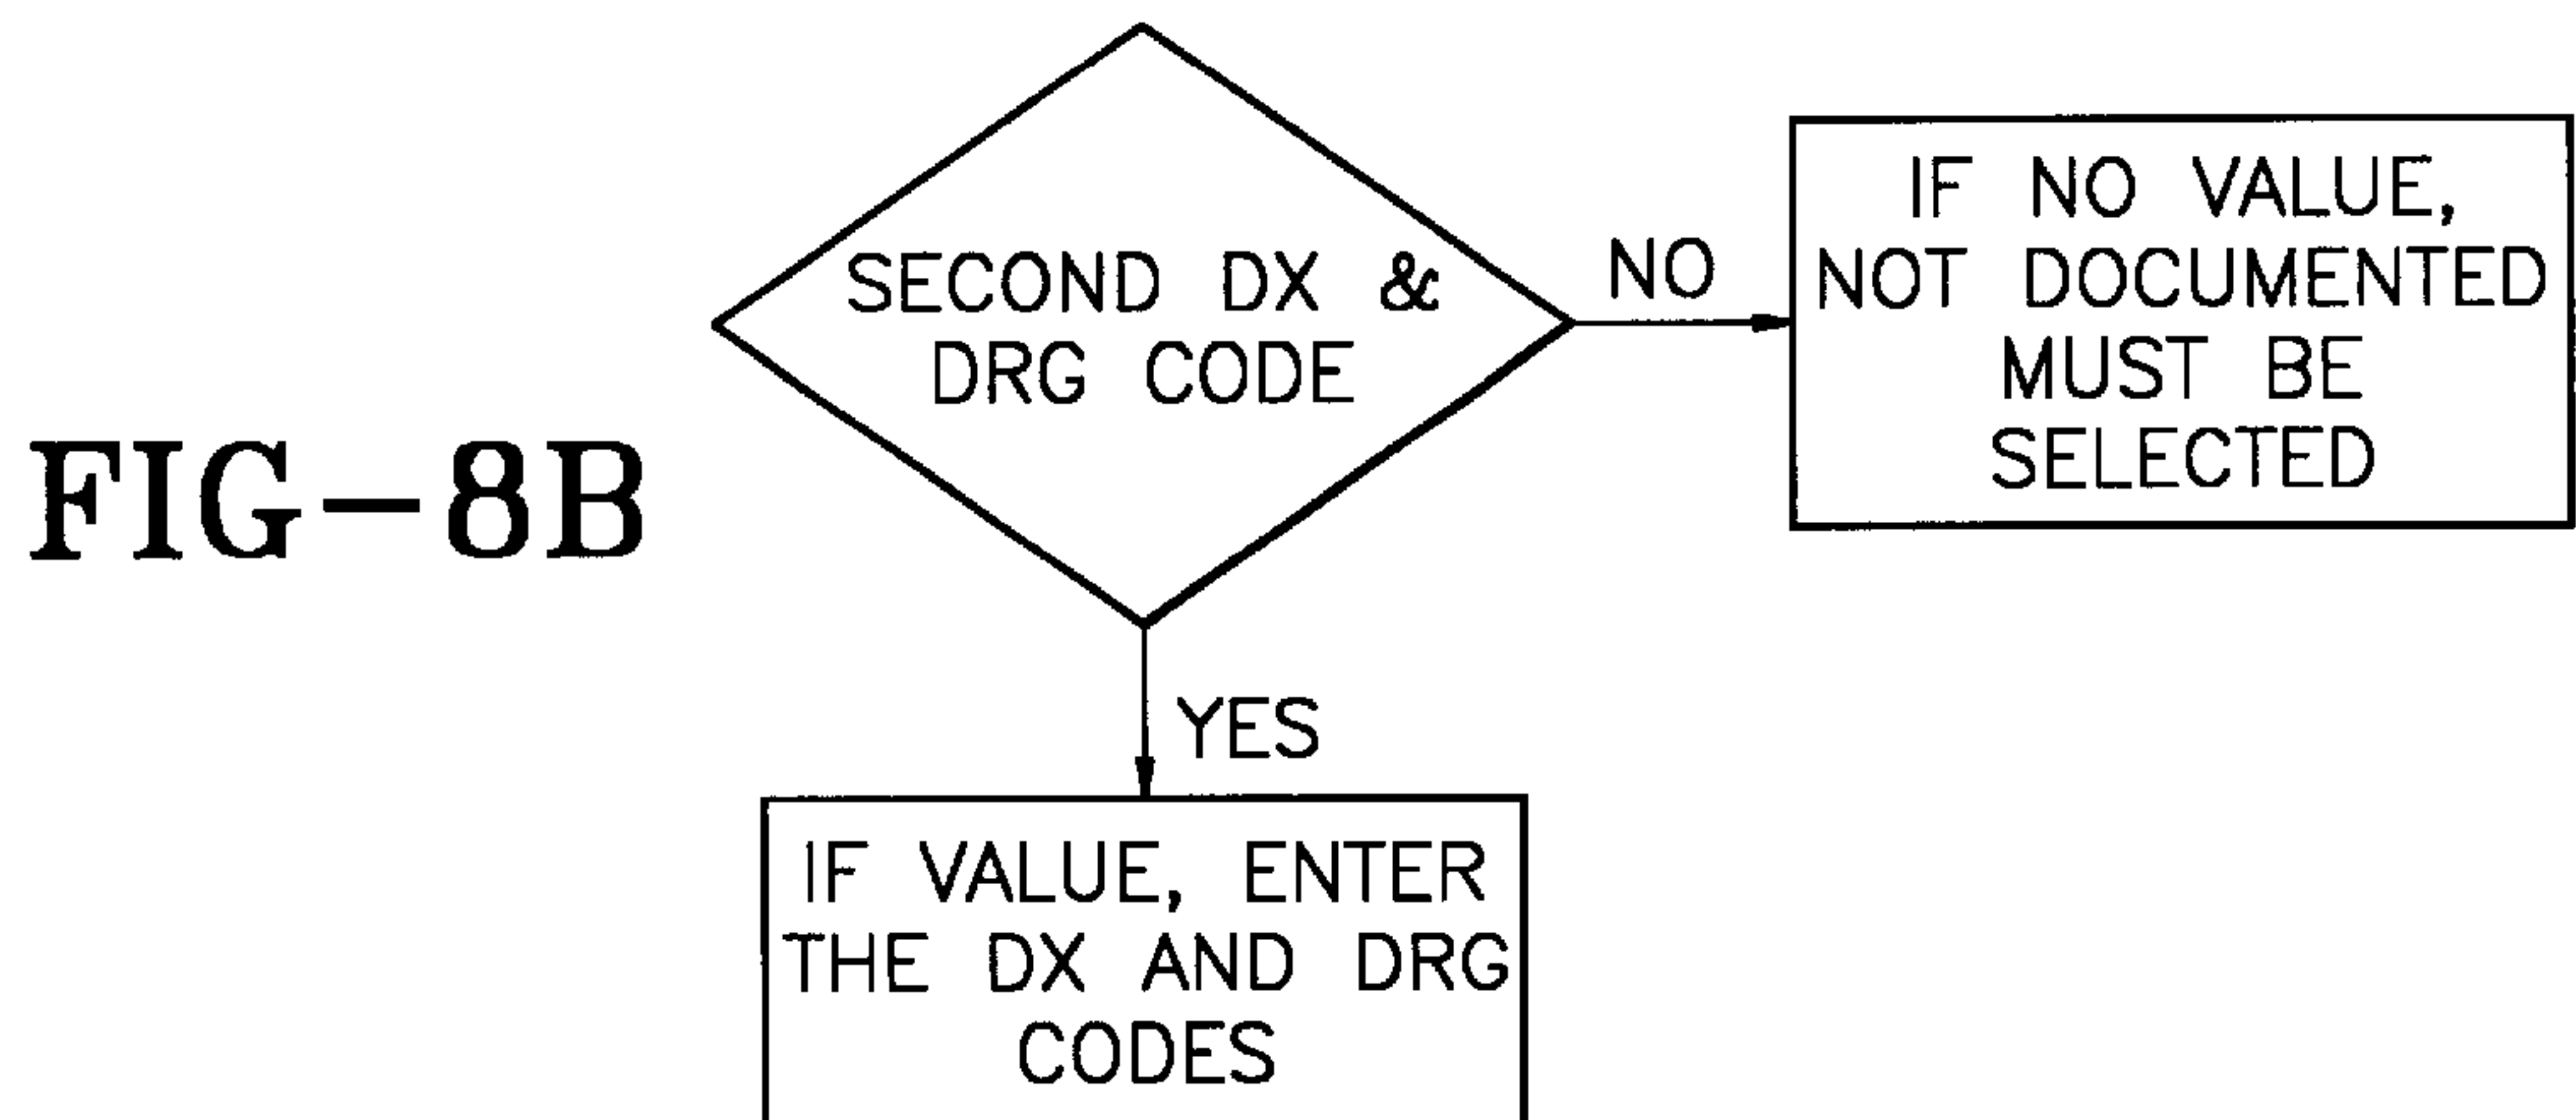 SECOND DX &
DRG CODE
NO
IF NO VALUE,
NOT DOCUMENTED
MUST BE
SELECTED
FIG-8B
YES
IF VALUE, ENTER
THE DX AND DRG
CODES